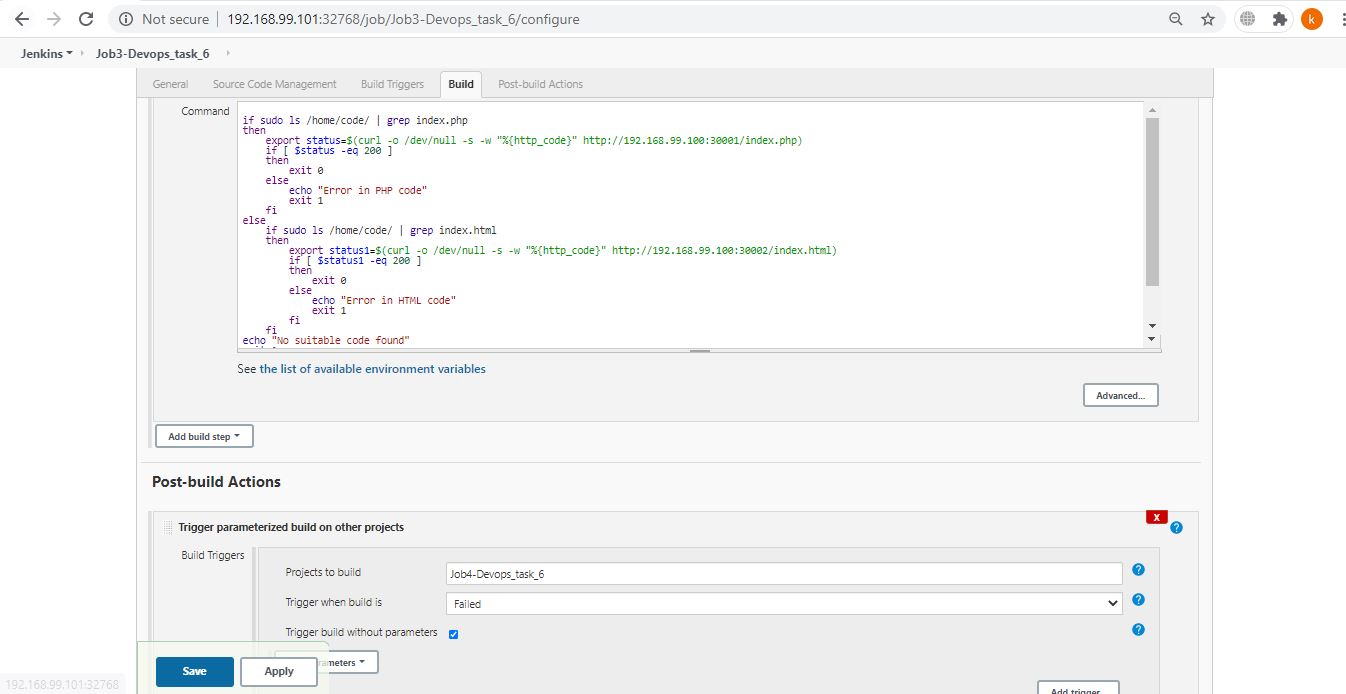 Not secure
192.168.99.101:32768/job/Job3-Devops_task_6/configure
k
Jenkins
Job3-Devops_task_6
General
Source Code Management
Build Triggers
Build
Post-build Actions
Command
if sudo ls /home/code/ | grep index.php
then
export status=$(curl -o /dev/null -s -w "%{http_code}" http://192.168.99.100:30001/index.php)
if [ $status -eq 200 ]
then
exit 0
else
echo "Error in PHP code"
exit 1
fi
else
if sudo ls /home/code/ | grep index.html
then
export status1=$(curl -o /dev/null -s -w "%{http_code}" http://192.168.99.100:30002/index.html)
if [ $status1 -eq 200 ]
then
exit 0
else
echo "Error in HTML code"
exit 1
fi
fi
echo "No suitable code found"
See the list of available environment variables
Advanced...
Add build step
Post-build Actions
Trigger parameterized build on other projects
X
?
Build Triggers
Projects to build
Job4-Devops_task_6
?
Trigger when build is
Failed
?
Trigger build without parameters
?
Save
Apply
ameters
192.168.99.101:32768
Add trigger...